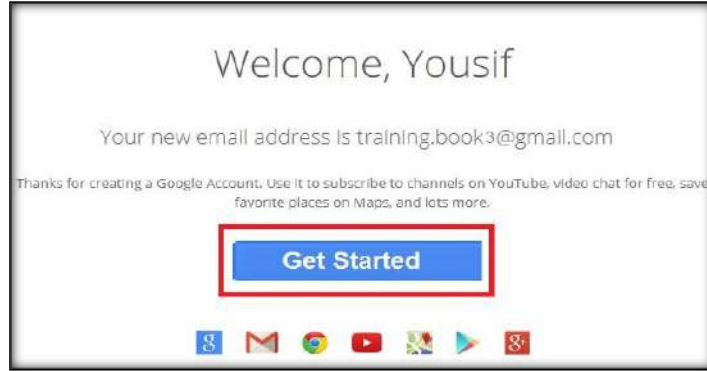 Welcome, Yousif
Your new email address is training.book3@gmail.com
Thanks for creating a Google Account. Use it to subscribe to channels on YouTube, video chat for free, save
favorite places on Maps, and lots more.
Get Started
g
g+